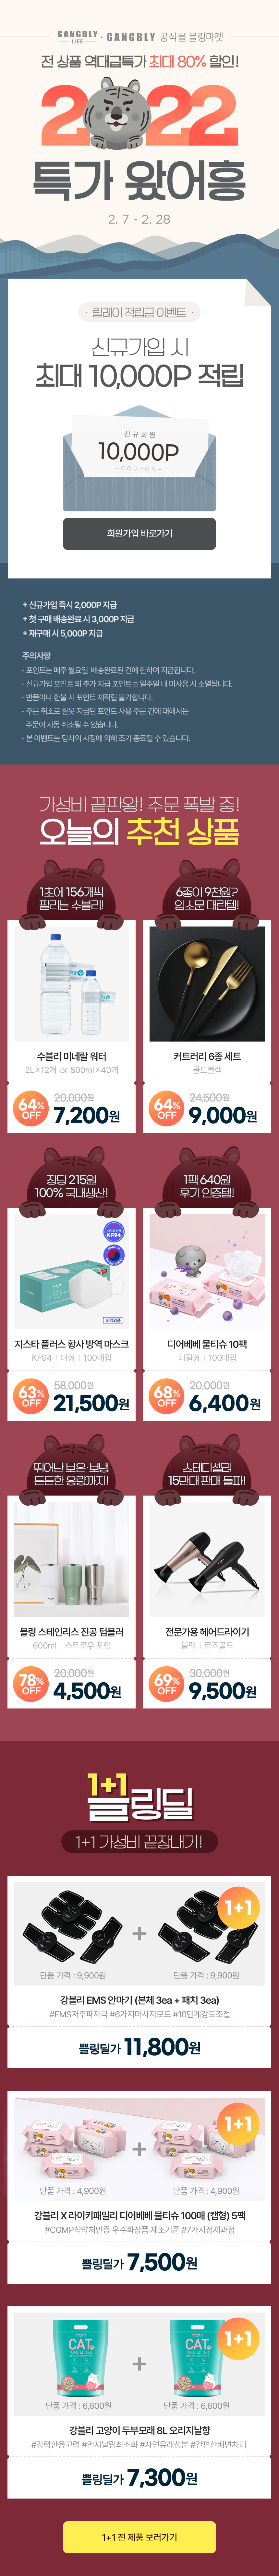 GANGBLY LIFE · GANGBLY 공식몰 블링마켓
전 상품 역대급특가 최대 80% 할인!
2022
특가 왔어흥
2. 7 - 2. 28
· 릴레이 적립금 이벤트 ·
신규가입 시
최대 10,000P 적립
신규회원
10,000P
COUPON
회원가입 바로가기
+ 신규가입 즉시 2,000P 지급
+ 첫 구매 배송완료 시 3,000P 지급
+ 재구매 시 5,000P 지급
주의사항
· 포인트는 매주 월요일 배송완료된 건에 한하여 지급됩니다.
· 신규가입 포인트 외 추가 지급 포인트는 일주일 내 미사용 시 소멸됩니다.
· 반품이나 환불 시 포인트 재적립 불가합니다.
· 주문 취소로 잘못 지급된 포인트 사용 주문 건에 대해서는
주문이 자동 취소될 수 있습니다.
· 본 이벤트는 당사의 사정에 의해 조기 종료될 수 있습니다.
가성비 끝판왕! 주문 폭발 중!
오늘의 추천 상품
1초에 156개씩
팔리는 수블리!
수블리 미네랄 워터
2L×12개 or 500ml×40개
64% OFF
20,000원
7,200원
6종이 9천원?
입소문 대란템!
커트러리 6종 세트
골드블랙
64% OFF
24,500원
9,000원
장당 215원
100% 국내생산!
KF94
지스타 플러스 황사 방역 마스크
KF94 | 대형 | 100매입
63% OFF
58,000원
21,500원
1팩 640원
후기 인증템!
디어베베 물티슈 10팩
리필형 | 100매입
68% OFF
20,000원
6,400원
뛰어난 보온·보냉
든든한 용량까지!
블링 스테인리스 진공 텀블러
600ml | 스트로우 포함
78% OFF
20,000원
4,500원
스테디셀러
15만대 판매 돌파!
전문가용 헤어드라이기
블랙 | 로즈골드
69% OFF
30,000원
9,500원
1+1
쁠링딜
1+1 가성비 끝장내기!
1+1
+
단품 가격 : 9,900원
단품 가격 : 9,900원
강블리 EMS 안마기 (본체 3ea + 패치 3ea)
#EMS저주파자극 #6가지마사지모드 #10단계강도조절
쁠링딜가 11,800원
1+1
+
단품 가격 : 4,900원
단품 가격 : 4,900원
강블리 X 라이키패밀리 디어베베 물티슈 100매 (캡형) 5팩
#CGMP식약처인증 우수화장품 제조기준 #7가지정제과정
쁠링딜가 7,500원
1+1
CAT
+
CAT
단품 가격 : 6,600원
단품 가격 : 6,600원
강블리 고양이 두부모래 8L 오리지날향
#강력한응고력 #먼지날림최소화 #자연유래성분 #간편한배변처리
쁠링딜가 7,300원
1+1 전 제품 보러가기